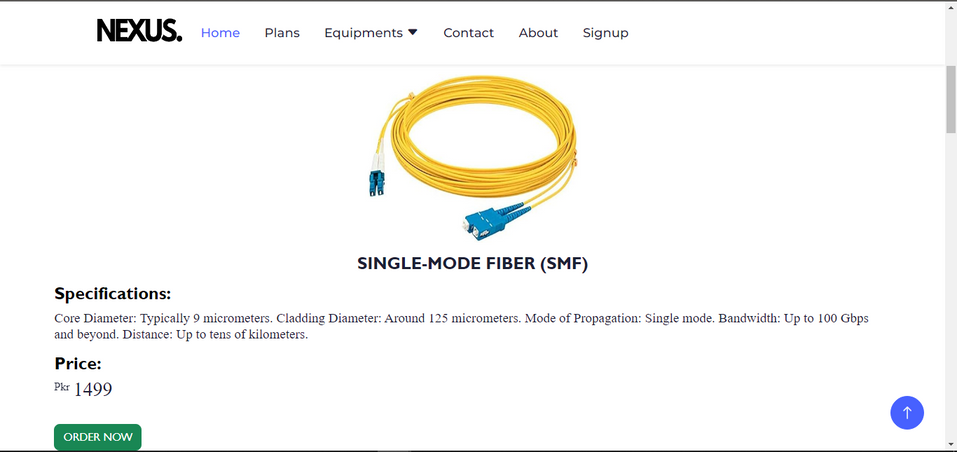 NEXUS. Home Plans Equipments Contact About Signup
SINGLE-MODE FIBER (SMF)
Specifications:
Core Diameter: Typically 9 micrometers. Cladding Diameter: Around 125 micrometers. Mode of Propagation: Single mode. Bandwidth: Up to 100 Gbps
and beyond. Distance: Up to tens of kilometers.
Price:
Pkr 1499
ORDER NOW